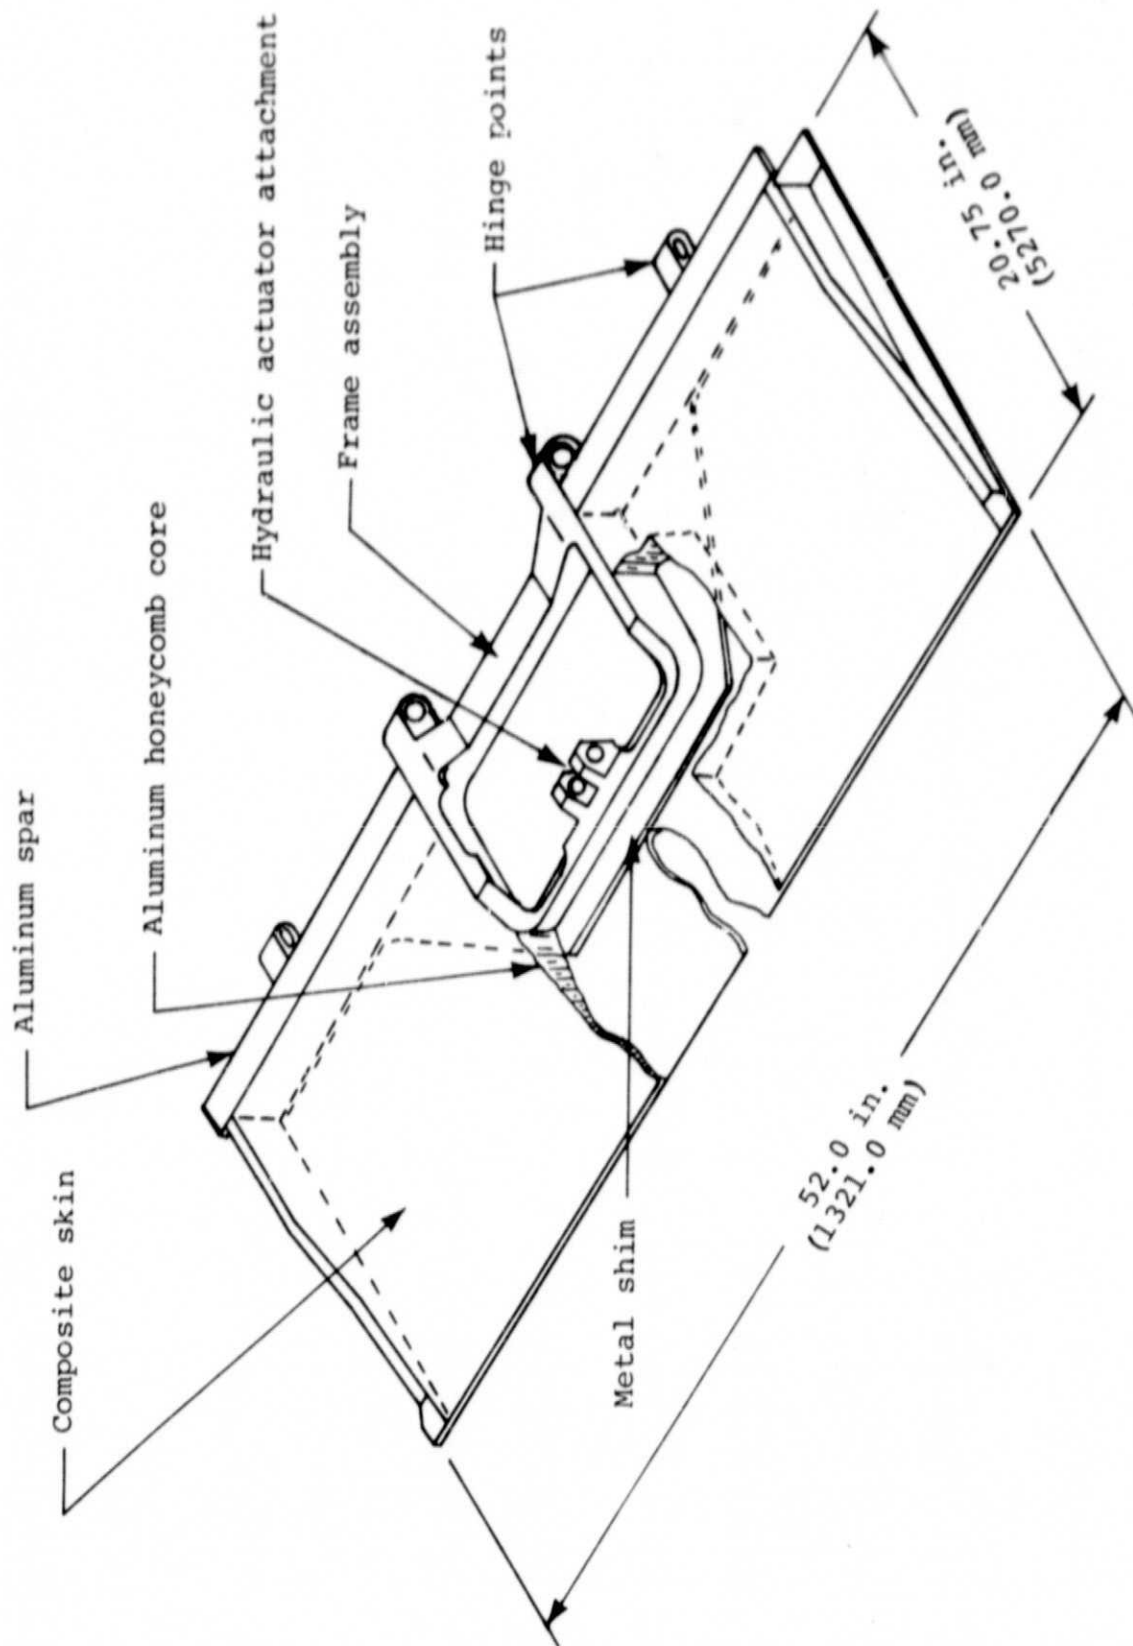 Aluminum spar
Aluminum honeycomb core
Composite skin
Hydraulic actuator attachment
Frame assembly
Hinge points
Metal shim
20.75 in.
(5270.0 mm)
52.0 in.
(1321.0 mm)